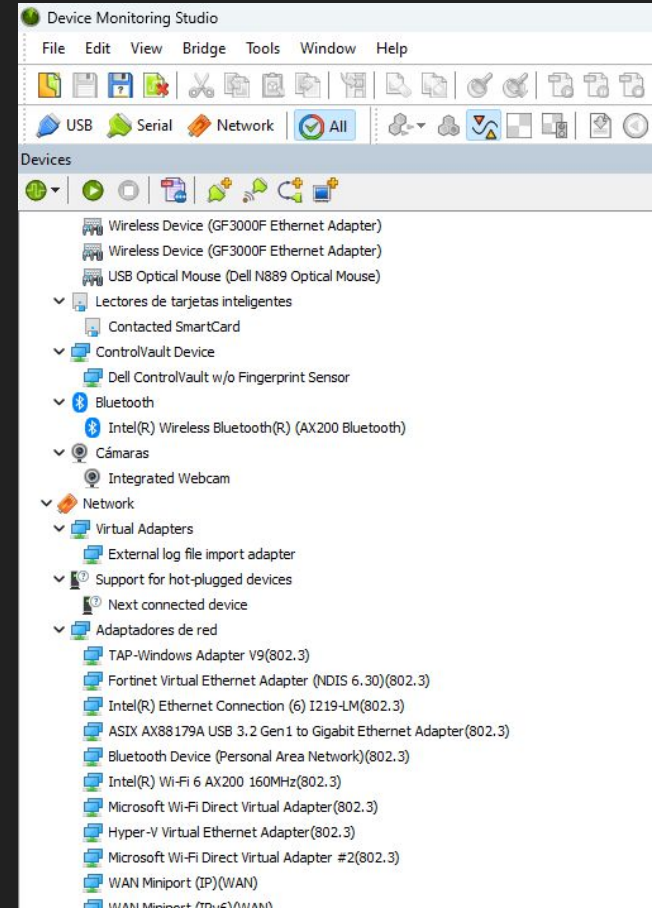 Device Monitoring Studio
File Edit View Bridge Tools Window Help
USB Serial Network All
Devices
Wireless Device (GF3000F Ethernet Adapter)
Wireless Device (GF3000F Ethernet Adapter)
USB Optical Mouse (Dell N889 Optical Mouse)
Lectores de tarjetas inteligentes
Contacted SmartCard
ControlVault Device
Dell ControlVault w/o Fingerprint Sensor
Bluetooth
Intel(R) Wireless Bluetooth(R) (AX200 Bluetooth)
Cámaras
Integrated Webcam
Network
Virtual Adapters
External log file import adapter
Support for hot-plugged devices
Next connected device
Adaptadores de red
TAP-Windows Adapter V9(802.3)
Fortinet Virtual Ethernet Adapter (NDIS 6.30)(802.3)
Intel(R) Ethernet Connection (6) I219-LM(802.3)
ASIX AX88179A USB 3.2 Gen1 to Gigabit Ethernet Adapter(802.3)
Bluetooth Device (Personal Area Network)(802.3)
Intel(R) Wi-Fi 6 AX200 160MHz(802.3)
Microsoft Wi-Fi Direct Virtual Adapter(802.3)
Hyper-V Virtual Ethernet Adapter(802.3)
Microsoft Wi-Fi Direct Virtual Adapter #2(802.3)
WAN Miniport (IP)(WAN)
WAN Miniport (IPv6)(WAN)